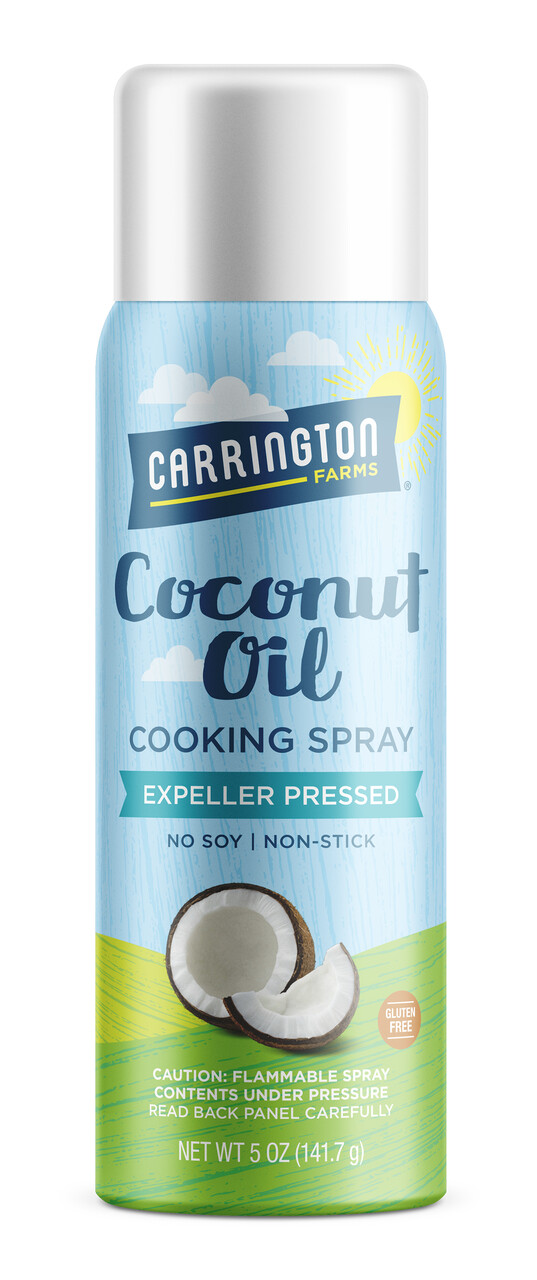 CARRINGTON
FARMS®
Coconut
Oil
COOKING SPRAY
EXPELLER PRESSED
NO SOY | NON-STICK
GLUTEN
FREE
CAUTION: FLAMMABLE SPRAY
CONTENTS UNDER PRESSURE
READ BACK PANEL CAREFULLY
NET WT 5 OZ (141.7 g)